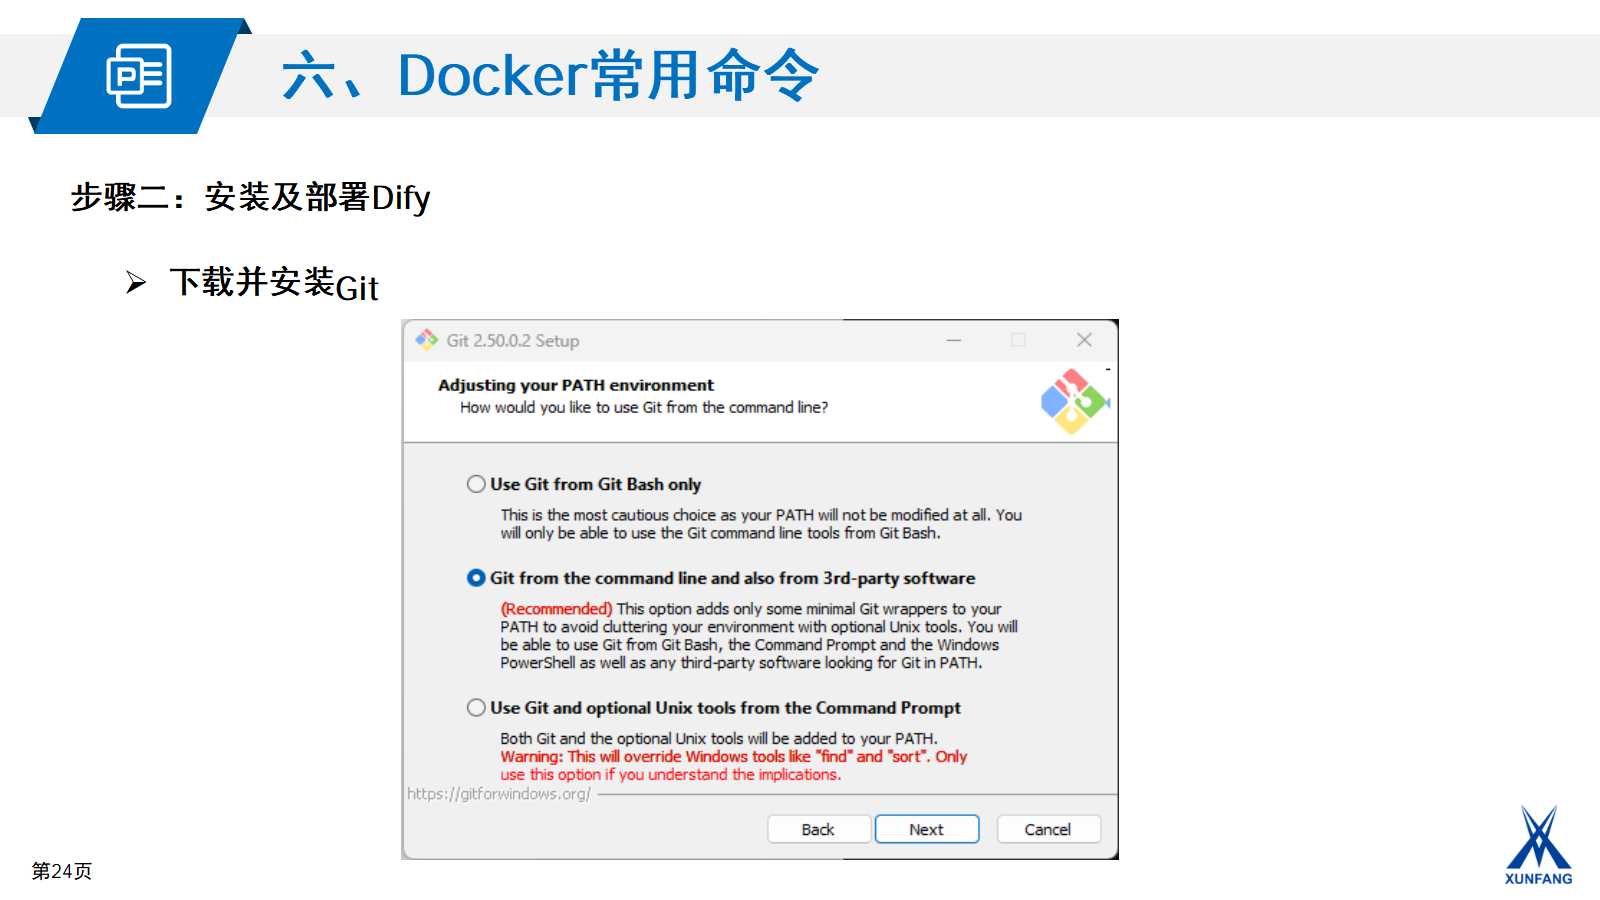 六、Docker常用命令
步骤二：安装及部署Dify
下载并安装Git
Git 2.50.0.2 Setup
Adjusting your PATH environment
How would you like to use Git from the command line?
Use Git from Git Bash only
This is the most cautious choice as your PATH will not be modified at all. You
will only be able to use the Git command line tools from Git Bash.
Git from the command line and also from 3rd-party software
(Recommended) This option adds only some minimal Git wrappers to your
PATH to avoid cluttering your environment with optional Unix tools. You will
be able to use Git from Git Bash, the Command Prompt and the Windows
PowerShell as well as any third-party software looking for Git in PATH.
Use Git and optional Unix tools from the Command Prompt
Both Git and the optional Unix tools will be added to your PATH.
Warning: This will override Windows tools like "find" and "sort". Only
use this option if you understand the implications.
https://gitforwindows.org/
Back
Next
Cancel
第24页
XUNFANG